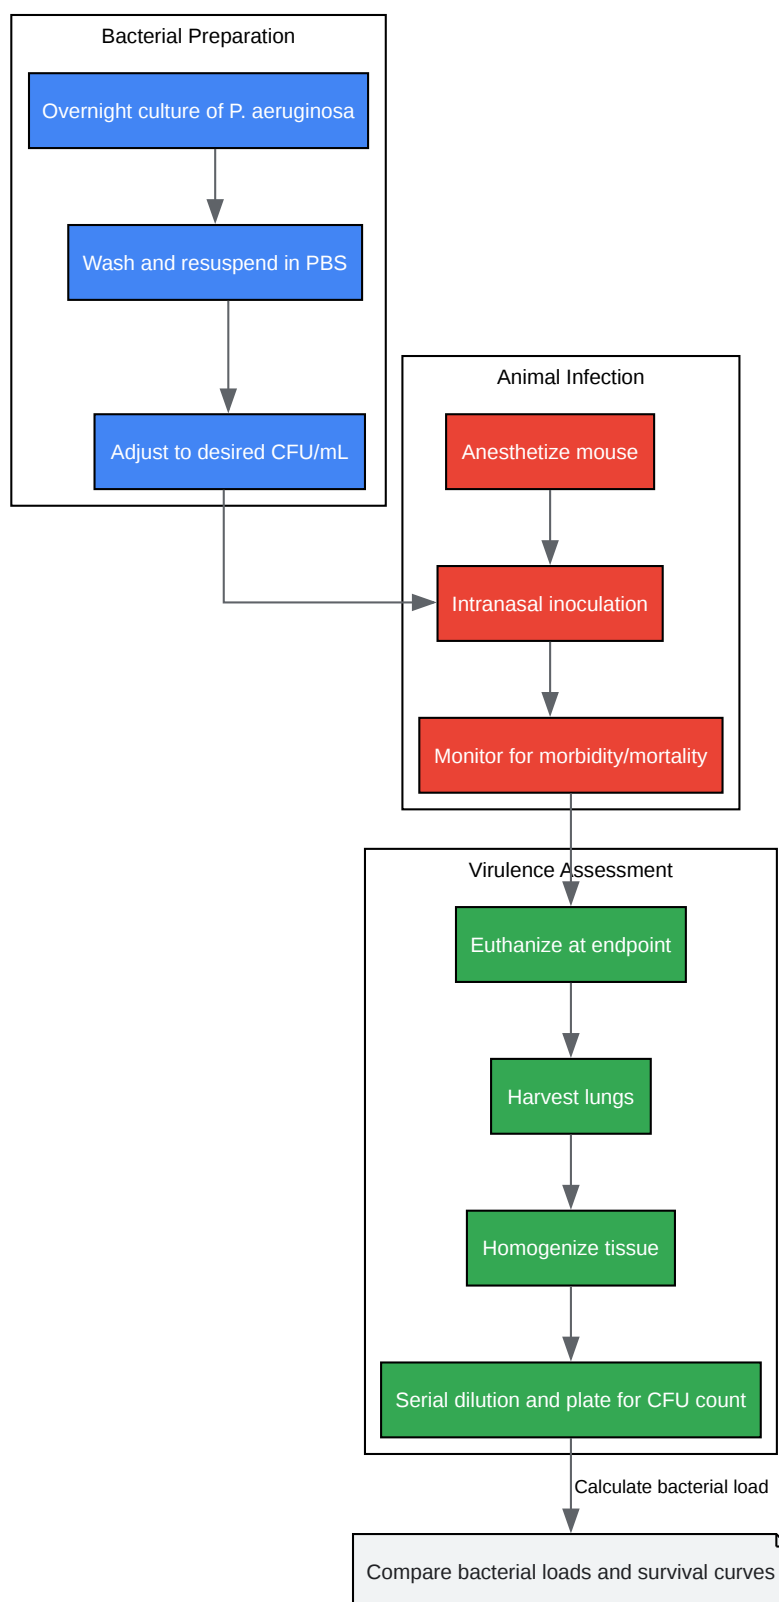 Bacterial Preparation
Overnight culture of P. aeruginosa
Wash and resuspend in PBS
Adjust to desired CFU/mL
Animal Infection
Anesthetize mouse
Intranasal inoculation
Monitor for morbidity/mortality
Virulence Assessment
Euthanize at endpoint
Harvest lungs
Homogenize tissue
Serial dilution and plate for CFU count
Calculate bacterial load
Compare bacterial loads and survival curves